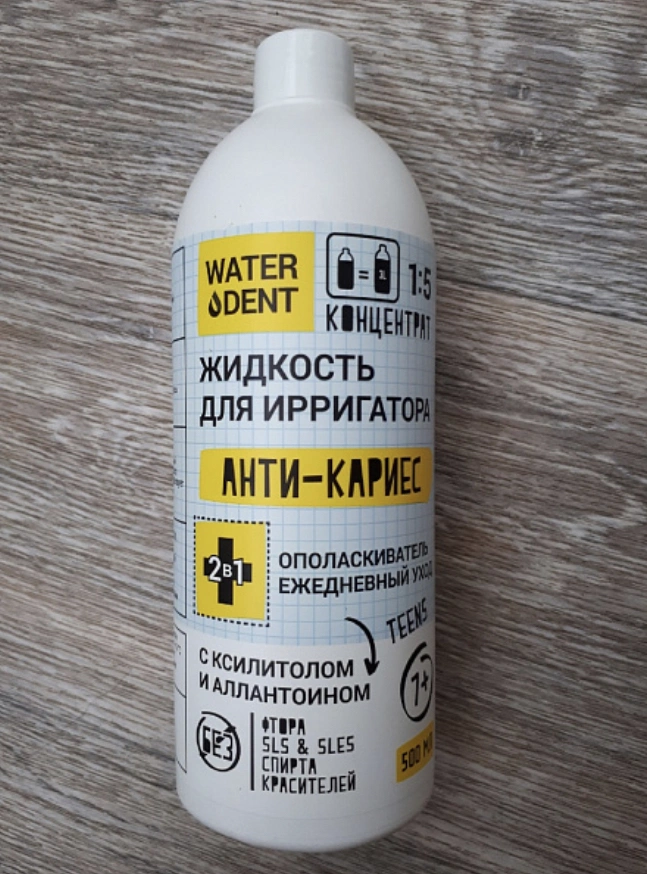 WATER
DENT
=
3L
1:5
КОНЦЕНТРАТ
ЖИДКОСТЬ
ДЛЯ ИРРИГАТОРА
АНТИ-КАРИЕС
2в1
ОПОЛАСКИВАТЕЛЬ
ЕЖЕДНЕВНЫЙ УХОД
TEENS
7+
С КСИЛИТОЛОМ
И АЛЛАНТОИНОМ
БЕЗ
ФТОРА
SLS & SLES
СПИРТА
КРАСИТЕЛЕЙ
500 МЛ